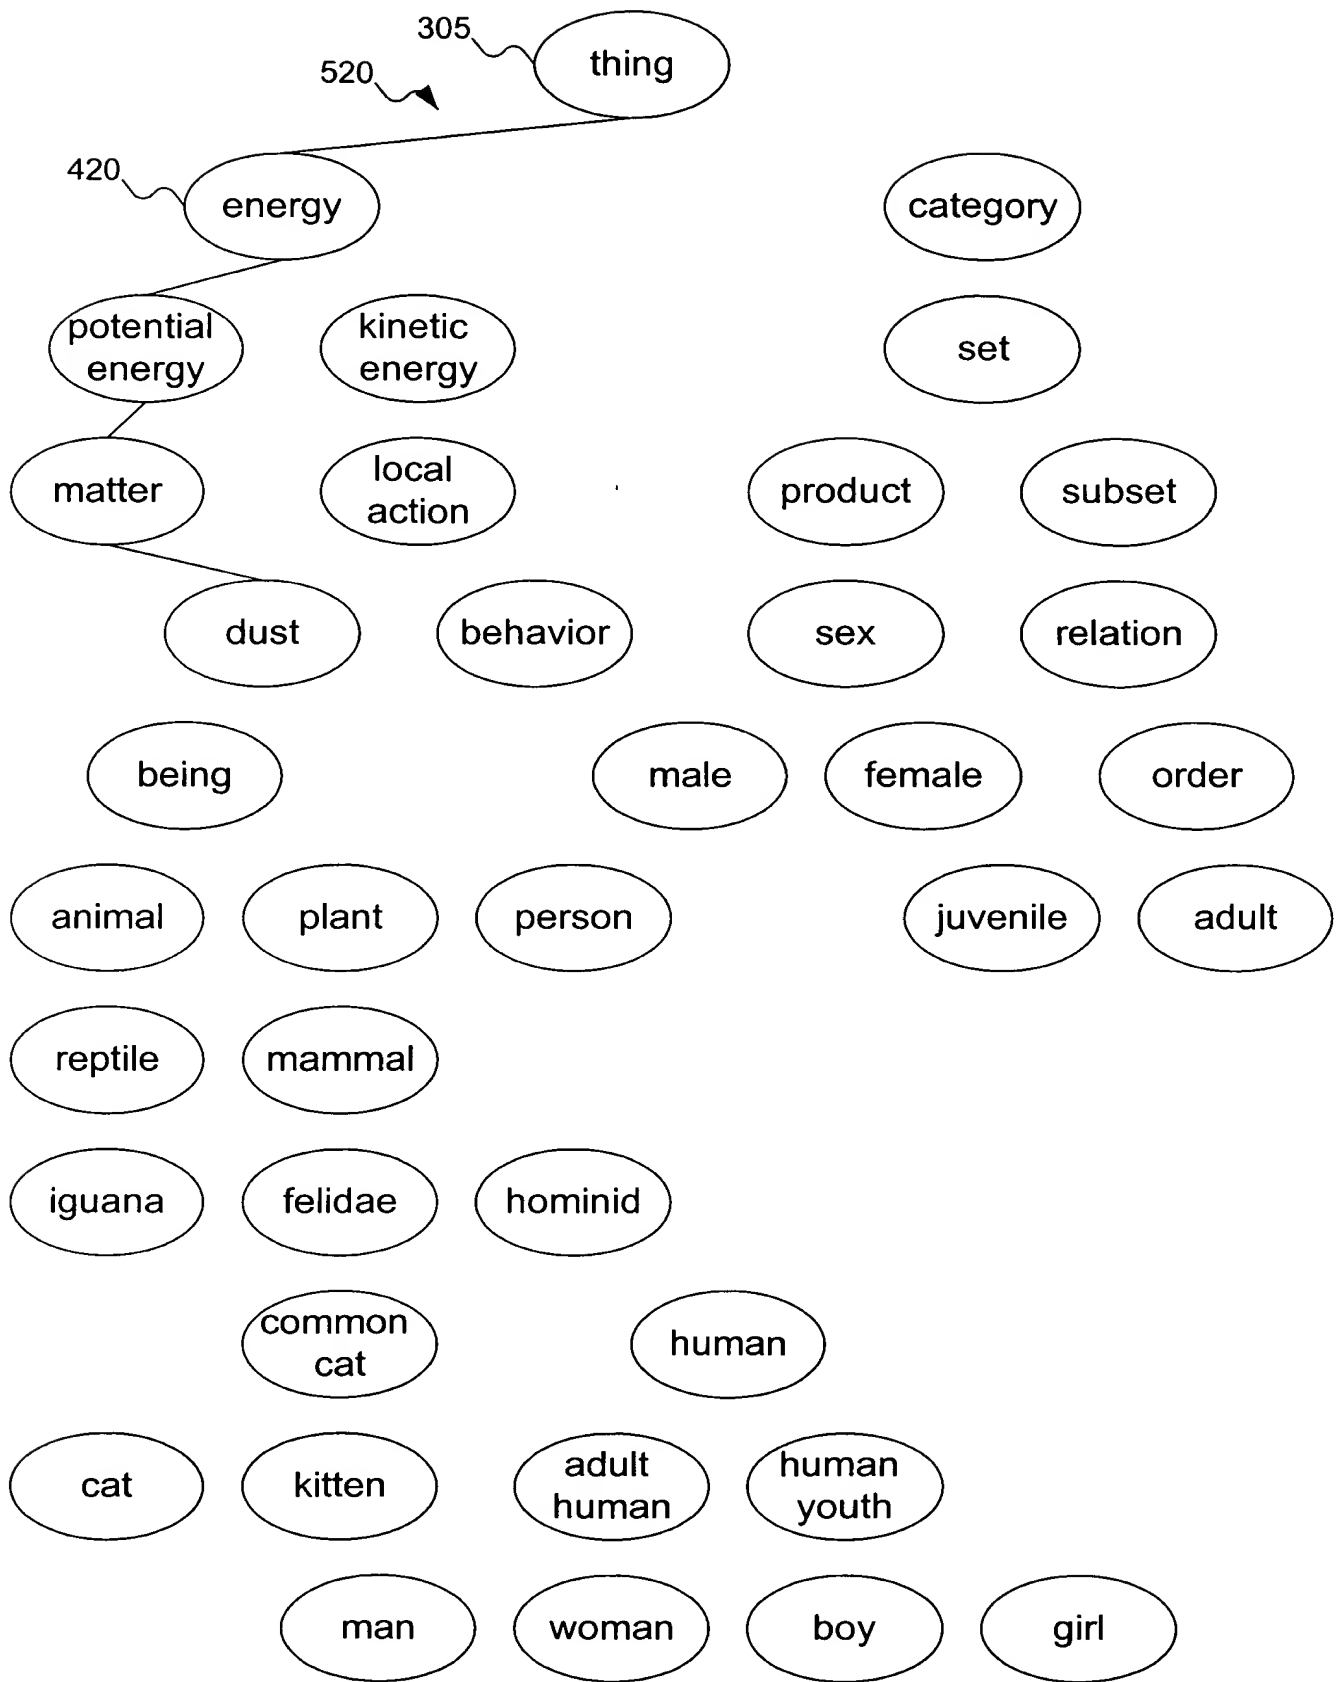 305
thing
520
420
energy
category
potential
energy
kinetic
energy
set
matter
local
action
product
subset
dust
behavior
sex
relation
being
male
female
order
animal
plant
person
juvenile
adult
reptile
mammal
iguana
felidae
hominid
common
cat
human
cat
kitten
adult
human
human
youth
man
woman
boy
girl